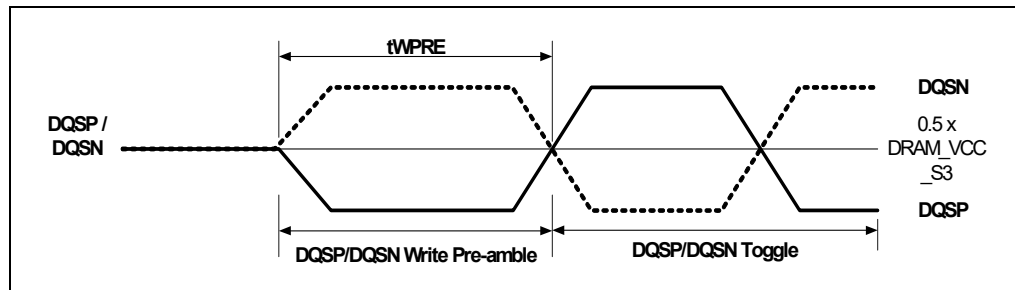 tWPRE
DQSP /
DQSN
DQSN
0.5 x
DRAM_VCC
_S3
DQSP
DQSP/DQSN Write Pre-amble
DQSP/DQSN Toggle